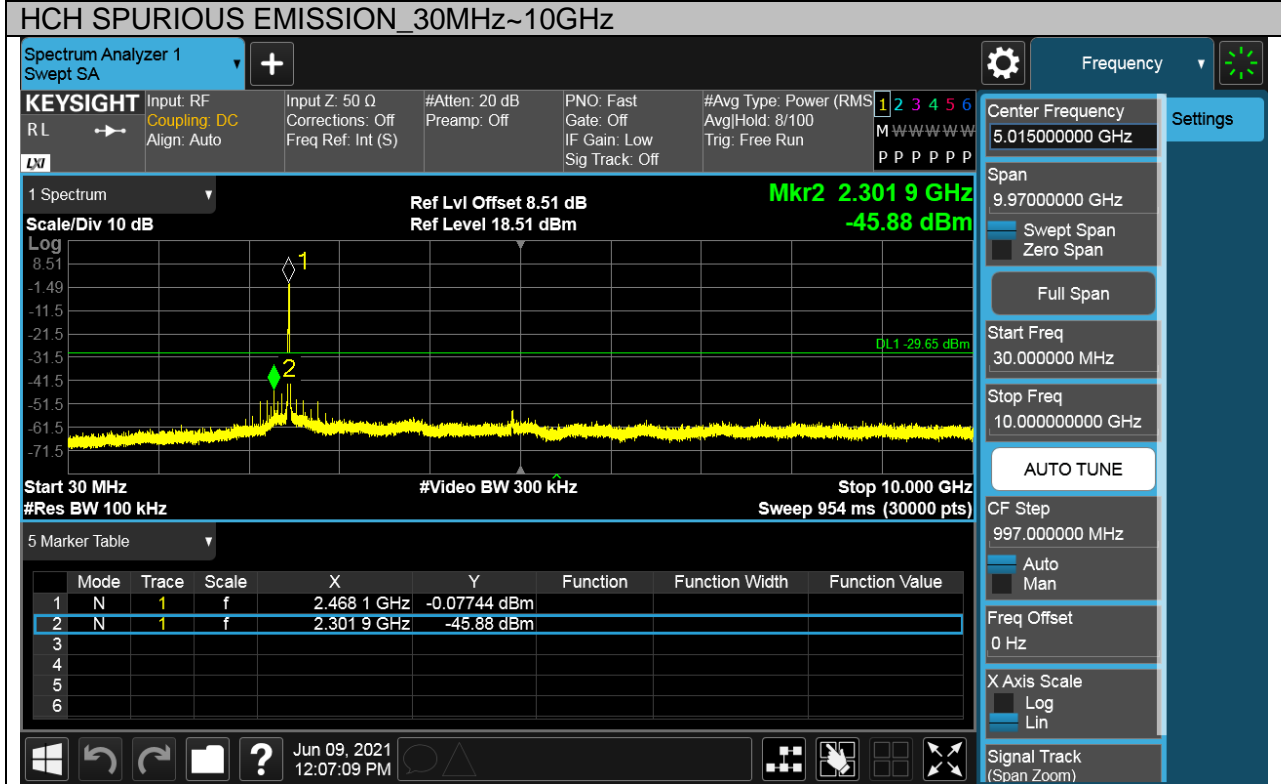 HCH SPURIOUS EMISSION_30MHz~10GHz
Spectrum Analyzer 1
Swept SA
Frequency
KEYSIGHT
RL
LXI
Input: RF
Coupling: DC
Align: Auto
Input Z: 50 Ω
Corrections: Off
Freq Ref: Int (S)
#Atten: 20 dB
Preamp: Off
PNO: Fast
Gate: Off
IF Gain: Low
Sig Track: Off
#Avg Type: Power (RMS
Avg|Hold: 8/100
Trig: Free Run
1 2 3 4 5 6
M W W W W W
P P P P P P
1 Spectrum
Scale/Div 10 dB
Ref Lvl Offset 8.51 dB
Ref Level 18.51 dBm
Mkr2 2.301 9 GHz
-45.88 dBm
Log
8.51
-1.49
-11.5
-21.5
-31.5
-41.5
-51.5
-61.5
-71.5
1
2
DL1 -29.65 dBm
Start 30 MHz
#Video BW 300 kHz
Stop 10.000 GHz
#Res BW 100 kHz
Sweep 954 ms (30000 pts)
5 Marker Table
Mode Trace Scale X Y Function Function Width Function Value
1 N 1 f 2.468 1 GHz -0.07744 dBm
2 N 1 f 2.301 9 GHz -45.88 dBm
3
4
5
6
?
Jun 09, 2021
12:07:09 PM
Center Frequency
5.015000000 GHz
Settings
Span
9.97000000 GHz
Swept Span
Zero Span
Full Span
Start Freq
30.000000 MHz
Stop Freq
10.000000000 GHz
AUTO TUNE
CF Step
997.000000 MHz
Auto
Man
Freq Offset
0 Hz
X Axis Scale
Log
Lin
Signal Track
(Span Zoom)